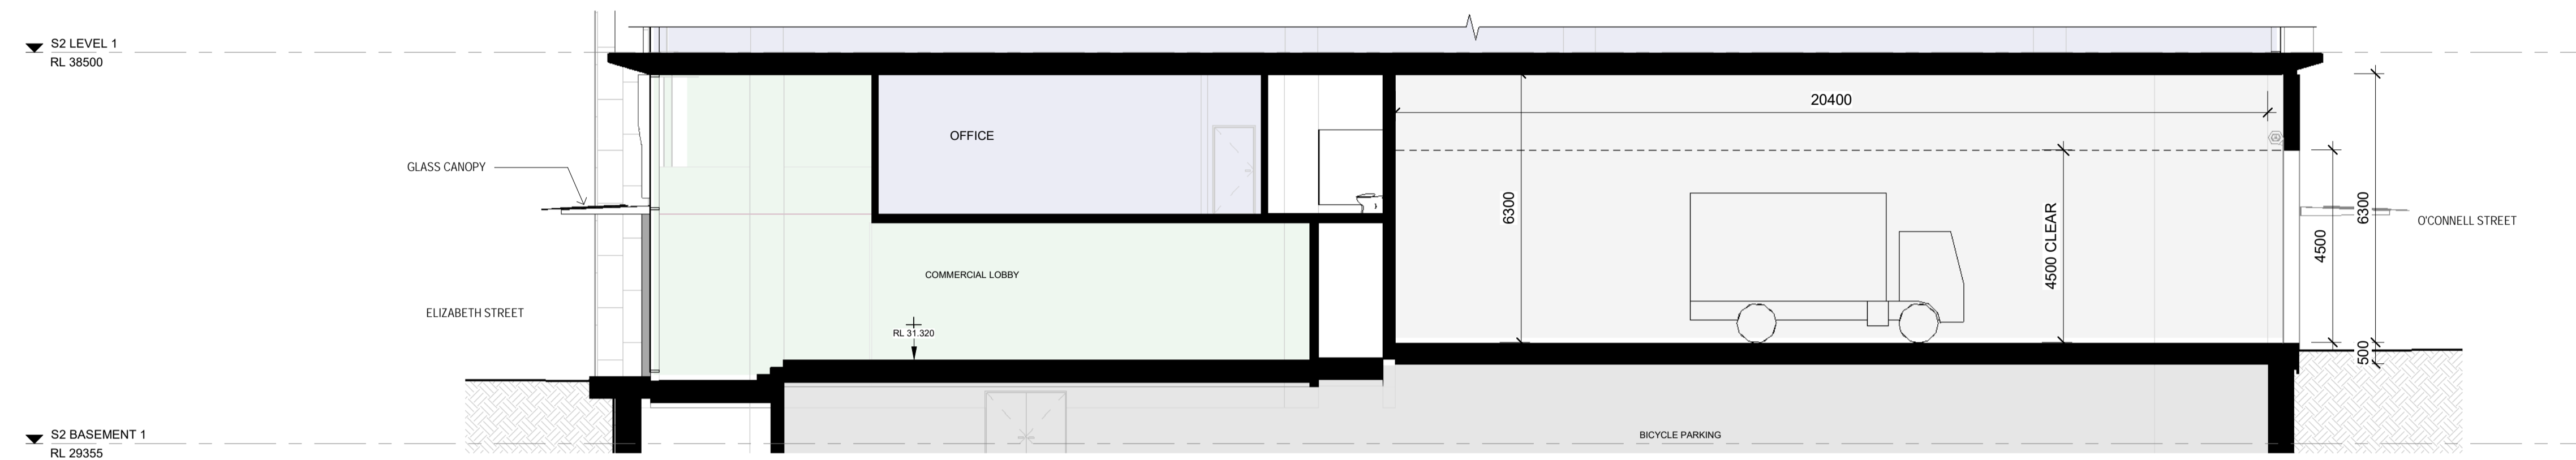 S2 LEVEL 1
RL 38500
20400
OFFICE
GLASS CANOPY
6300
4500 CLEAR
6300
4500
O'CONNELL STREET
COMMERCIAL LOBBY
ELIZABETH STREET
RL 31.320
500
S2 BASEMENT 1
RL 29355
BICYCLE PARKING